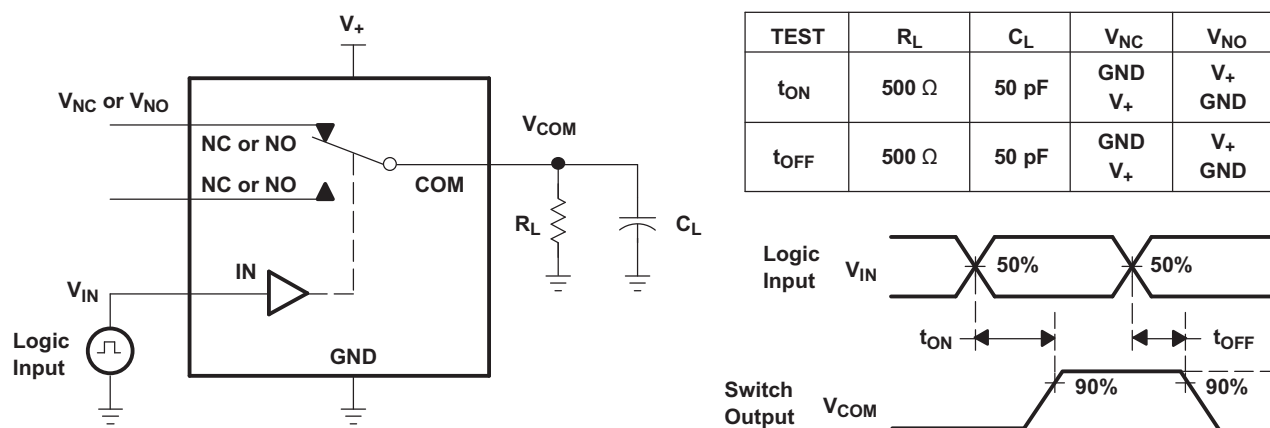 V+
VNC or VNO
NC or NO
NC or NO
COM
VCOM
RL
CL
IN
VIN
Logic
Input
GND
TEST RL CL VNC VNO
tON 500 Ω 50 pF GND V+
V+ GND
tOFF 500 Ω 50 pF GND V+
V+ GND
Logic
Input
VIN
50% 50%
tON tOFF
Switch
Output
VCOM
90% 90%